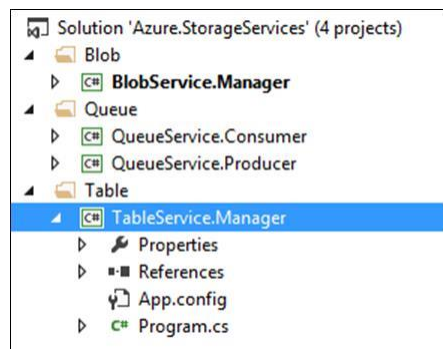 Solution 'Azure.StorageServices' (4 projects)
Blob
C# BlobService.Manager
Queue
C# QueueService.Consumer
C# QueueService.Producer
Table
C# TableService.Manager
Properties
References
App.config
C# Program.cs